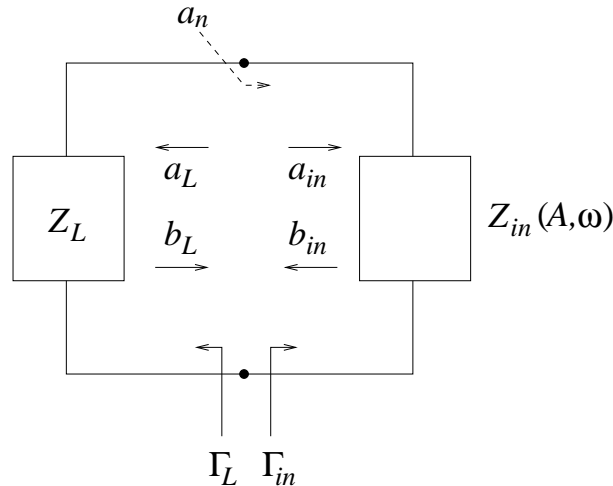 a_n
a_L a_in
Z_L Z_in(A,ω)
b_L b_in
Γ_L Γ_in